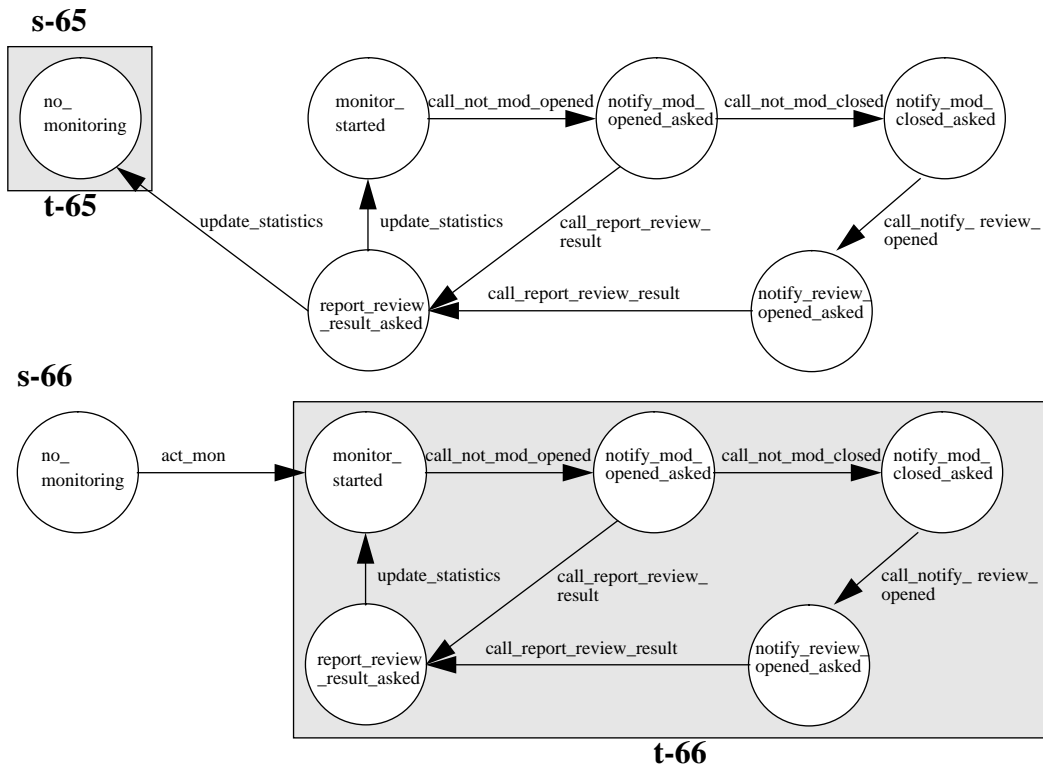 s-65
no_
monitoring
t-65
monitor_
started
call_not_mod_opened
notify_mod_
opened_asked
call_not_mod_closed
notify_mod_
closed_asked
update_statistics
update_statistics
call_report_review_
result
call_notify_ review_
opened
report_review
_result_asked
call_report_review_result
notify_review_
opened_asked
s-66
no_
monitoring
act_mon
monitor_
started
call_not_mod_opened
notify_mod_
opened_asked
call_not_mod_closed
notify_mod_
closed_asked
update_statistics
call_report_review_
result
call_notify_ review_
opened
report_review
_result_asked
call_report_review_result
notify_review_
opened_asked
t-66